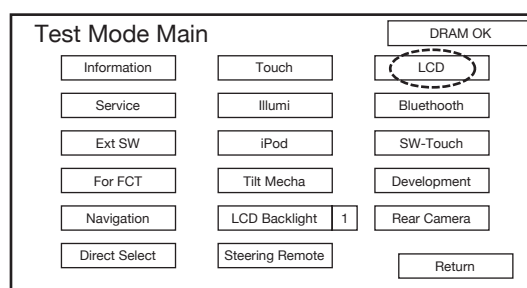 Test Mode Main
DRAM OK
Information Touch LCD
Service Illumi Bluethooth
Ext SW iPod SW-Touch
For FCT Tilt Mecha Development
Navigation LCD Backlight 1 Rear Camera
Direct Select Steering Remote
Return